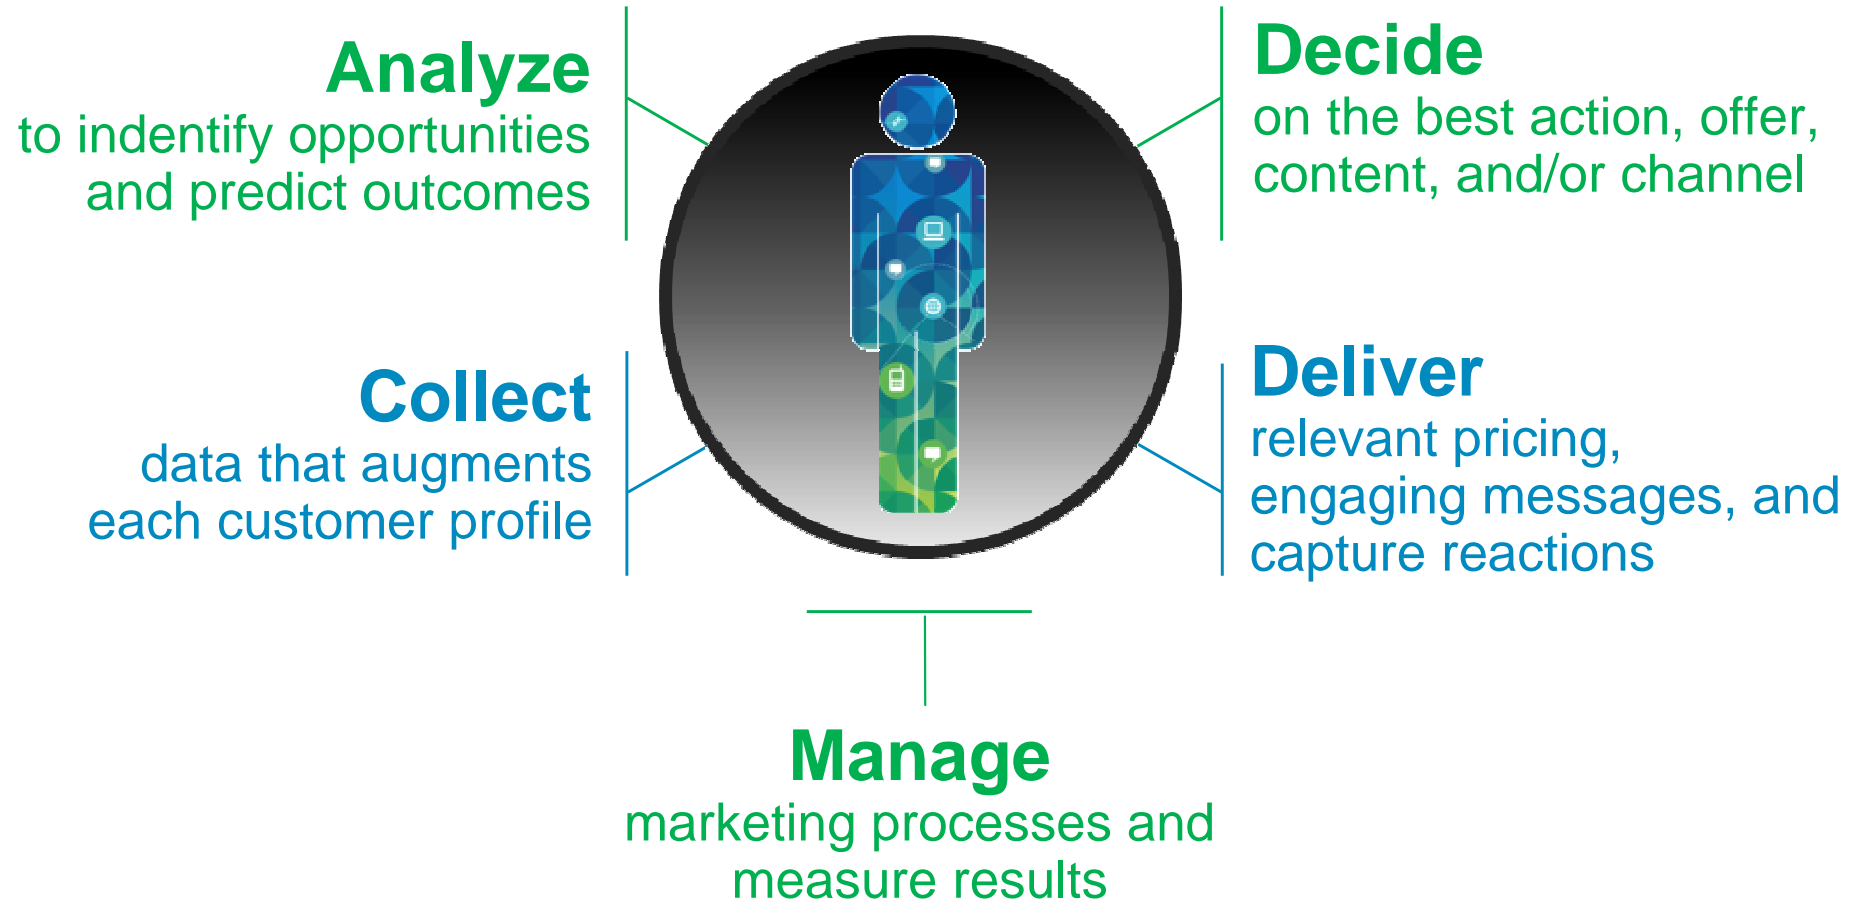 Analyze
to indentify opportunities
and predict outcomes
Decide
on the best action, offer,
content, and/or channel
Collect
data that augments
each customer profile
Deliver
relevant pricing,
engaging messages, and
capture reactions
Manage
marketing processes and
measure results